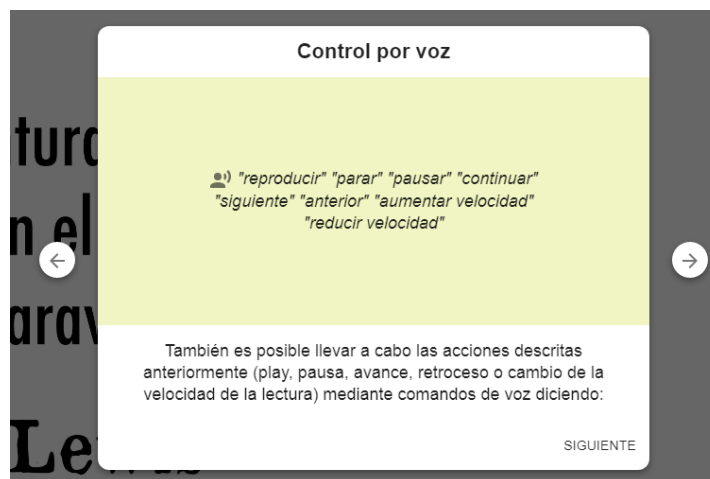 Control por voz
"reproducir" "parar" "pausar" "continuar"
"siguiente" "anterior" "aumentar velocidad"
"reducir velocidad"
También es posible llevar a cabo las acciones descritas
anteriormente (play, pausa, avance, retroceso o cambio de la
velocidad de la lectura) mediante comandos de voz diciendo:
SIGUIENTE